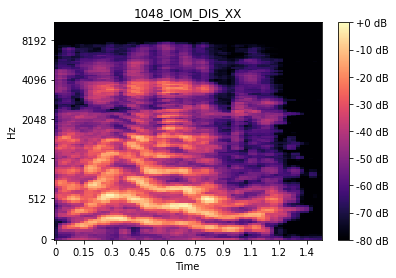 1048_IOM_DIS_XX
8192
4096
2048
1024
512
0
Hz
0 0.15 0.3 0.45 0.6 0.75 0.9 1.1 1.2 1.4
Time
+0 dB
-10 dB
-20 dB
-30 dB
-40 dB
-50 dB
-60 dB
-70 dB
-80 dB